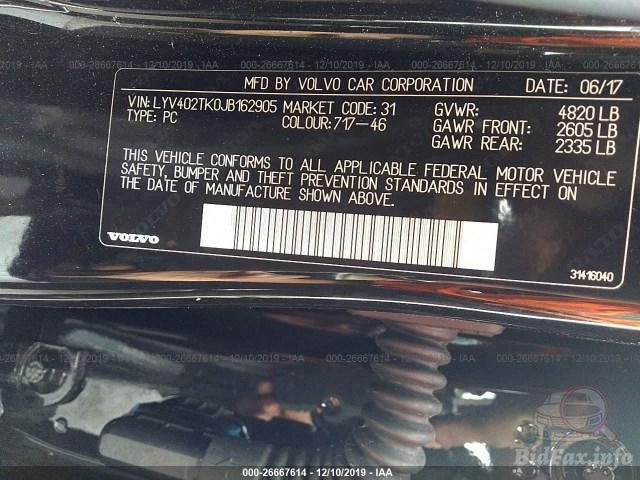 MFD BY VOLVO CAR CORPORATION DATE: 06/17
VIN: LYV402TK0JB162905 MARKET CODE: 31 GVWR: 4820 LB
TYPE: PC COLOUR: 717-46 GAWR FRONT: 2605 LB
GAWR REAR: 2335 LB
THIS VEHICLE CONFORMS TO ALL APPLICABLE FEDERAL MOTOR VEHICLE
SAFETY, BUMPER AND THEFT PREVENTION STANDARDS IN EFFECT ON
THE DATE OF MANUFACTURE SHOWN ABOVE.
VOLVO
31416040
000-26667614 - 12/10/2019 - IAA
BidFax.info